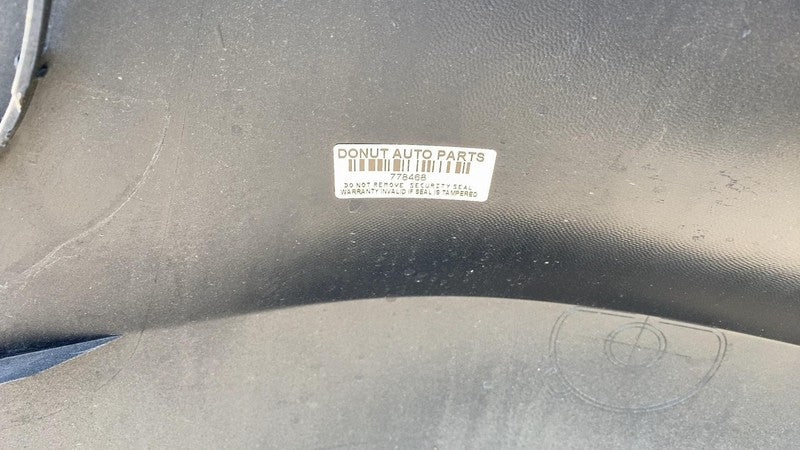 DONUT AUTO PARTS
778468
DO NOT REMOVE SECURITY SEAL
WARRANTY INVALID IF SEAL IS TAMPERED